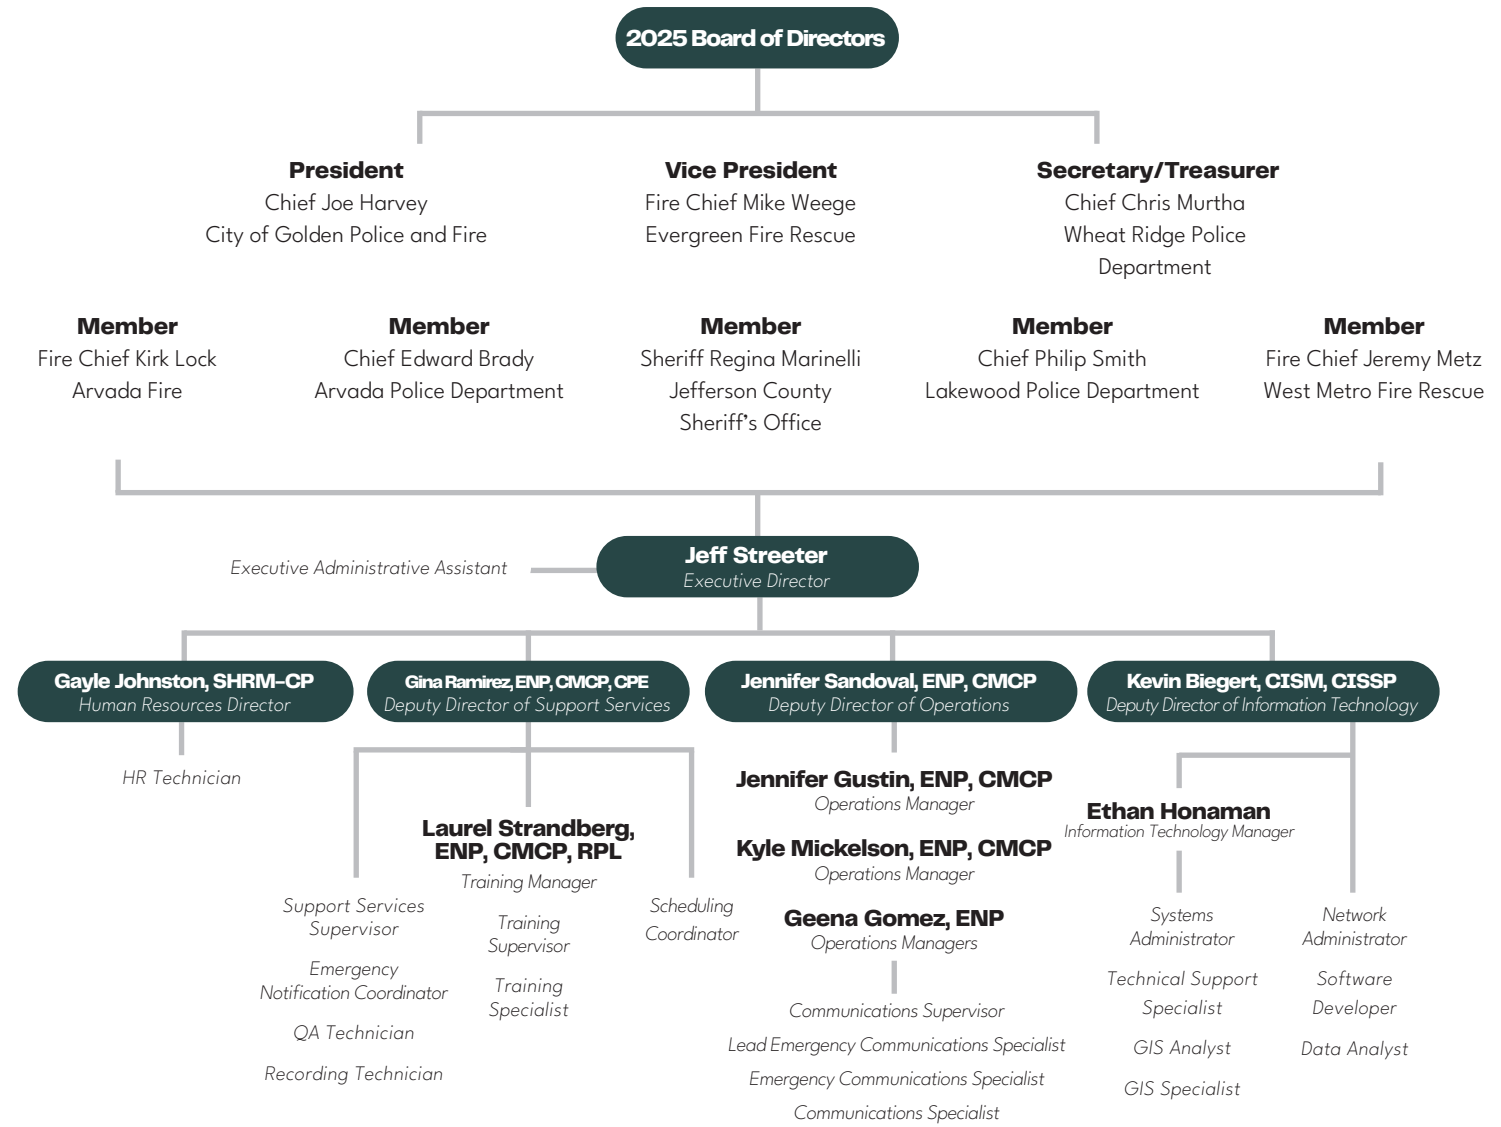 2025 Board of Directors
President
Chief Joe Harvey
City of Golden Police and Fire
Vice President
Fire Chief Mike Weege
Evergreen Fire Rescue
Secretary/Treasurer
Chief Chris Murtha
Wheat Ridge Police
Department
Member
Fire Chief Kirk Lock
Arvada Fire
Member
Chief Edward Brady
Arvada Police Department
Member
Sheriff Regina Marinelli
Jefferson County
Sheriff’s Office
Member
Chief Philip Smith
Lakewood Police Department
Member
Fire Chief Jeremy Metz
West Metro Fire Rescue
Executive Administrative Assistant
Jeff Streeter
Executive Director
Gayle Johnston, SHRM–CP
Human Resources Director
HR Technician
Gina Ramirez, ENP, CMCP, CPE
Deputy Director of Support Services
Support Services
Supervisor
Emergency
Notification Coordinator
QA Technician
Recording Technician
Laurel Strandberg,
ENP, CMCP, RPL
Training Manager
Training
Supervisor
Training
Specialist
Scheduling
Coordinator
Jennifer Sandoval, ENP, CMCP
Deputy Director of Operations
Jennifer Gustin, ENP, CMCP
Operations Manager
Kyle Mickelson, ENP, CMCP
Operations Manager
Geena Gomez, ENP
Operations Managers
Communications Supervisor
Lead Emergency Communications Specialist
Emergency Communications Specialist
Communications Specialist
Kevin Biegert, CISM, CISSP
Deputy Director of Information Technology
Ethan Honaman
Information Technology Manager
Systems
Administrator
Technical Support
Specialist
GIS Analyst
GIS Specialist
Network
Administrator
Software
Developer
Data Analyst